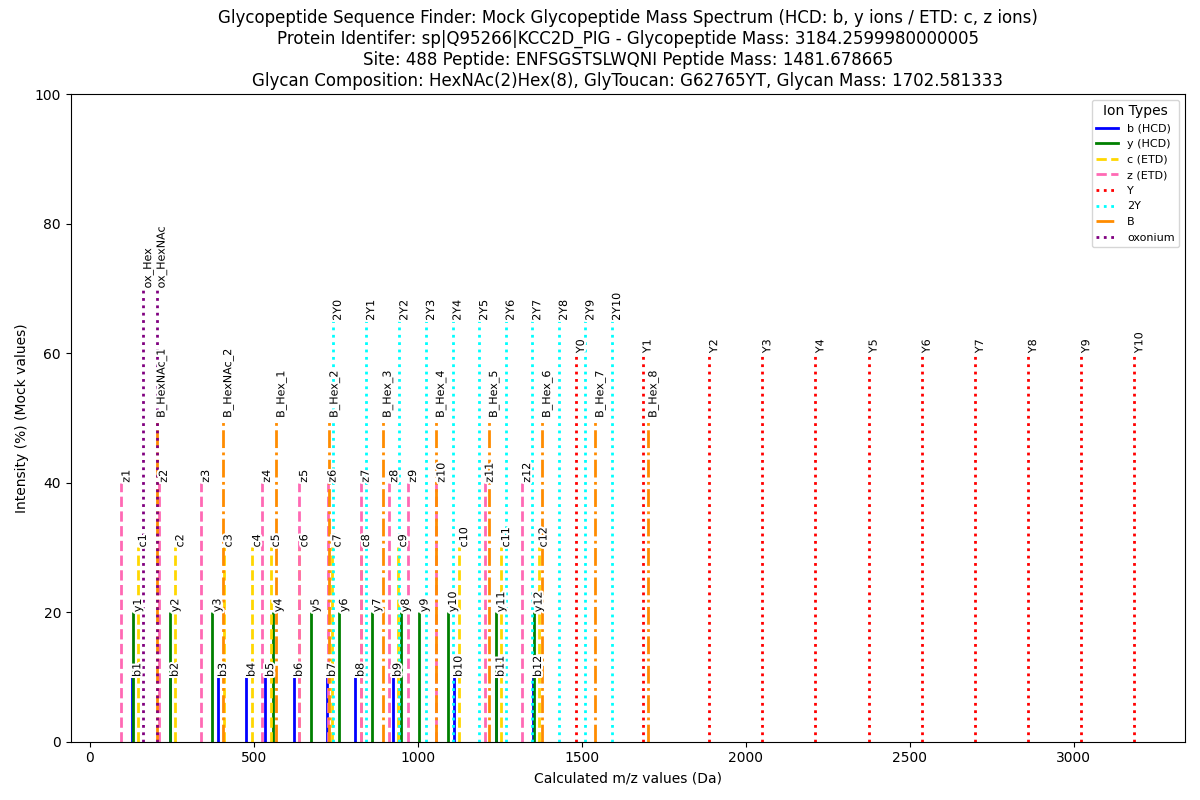 Glycopeptide Sequence Finder: Mock Glycopeptide Mass Spectrum (HCD: b, y ions / ETD: c, z ions)
Protein Identifer: sp|Q95266|KCC2D_PIG - Glycopeptide Mass: 3184.2599980000005
Site: 488 Peptide: ENFSGSTSLWQNI Peptide Mass: 1481.678665
Glycan Composition: HexNAc(2)Hex(8), GlyToucan: G62765YT, Glycan Mass: 1702.581333
Intensity (%) (Mock values)
100
80
60
40
20
0
Ion Types
b (HCD)
y (HCD)
c (ETD)
z (ETD)
Y
2Y
B
oxonium
ox_Hex
ox_HexNAc
2Y0
2Y1
2Y2
2Y3
2Y4
2Y5
2Y6
2Y7
2Y8
2Y9
2Y10
Y0
Y1
Y2
Y3
Y4
Y5
Y6
Y7
Y8
Y9
Y10
B_HexNAc_1
B_HexNAc_2
B_Hex_1
B_Hex_2
B_Hex_3
B_Hex_4
B_Hex_5
B_Hex_6
B_Hex_7
B_Hex_8
z1
z2
z3
z4
z5
z6
z7
z8
z9
z10
z11
z12
c1
c2
c3
c4
c5
c6
c7
c8
c9
c10
c11
c12
y1
y2
y3
y4
y5
y6
y7
y8
y9
y10
y11
y12
b1
b2
b3
b4
b5
b6
b7
b8
b9
b10
b11
b12
0
500
1000
1500
2000
2500
3000
Calculated m/z values (Da)